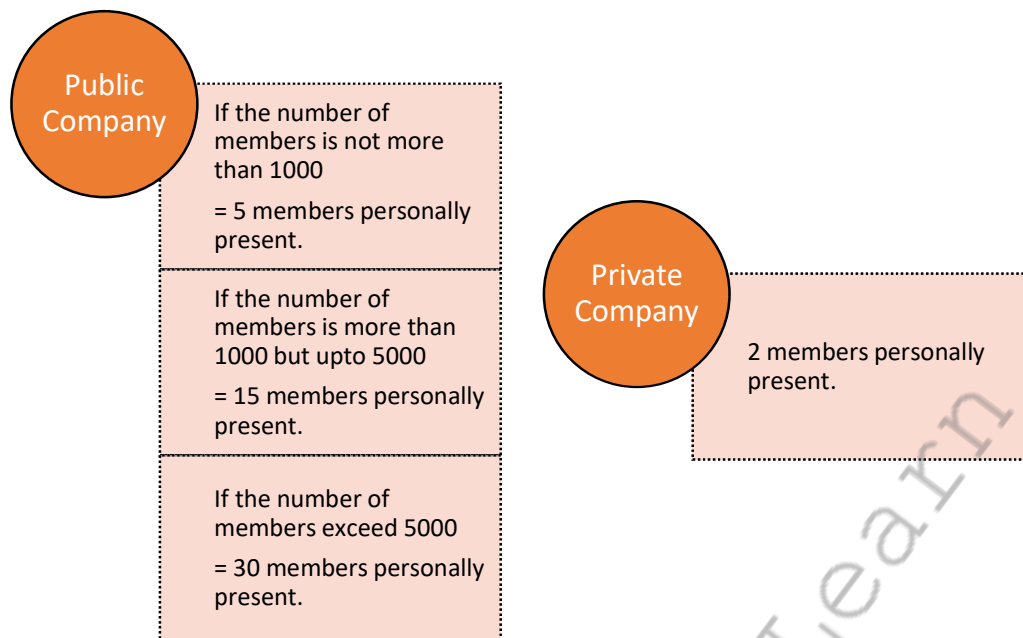 Public
Company
If the number of
members is not more
than 1000
= 5 members personally
present.
If the number of
members is more than
1000 but upto 5000
= 15 members personally
present.
If the number of
members exceed 5000
= 30 members personally
present.
Private
Company
2 members personally
present.
Learn